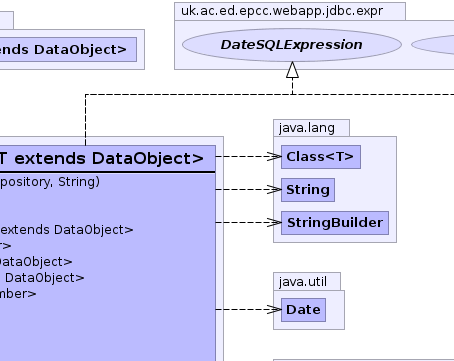 uk.ac.ed.epcc.webapp.jdbc.expr
ends DataObject>
DateSQLExpression
java.lang
T extends DataObject>
Class<T>
pository, String)
String
StringBuilder
extends DataObject>
r>
DataObject>
DataObject>
mber>
java.util
Date